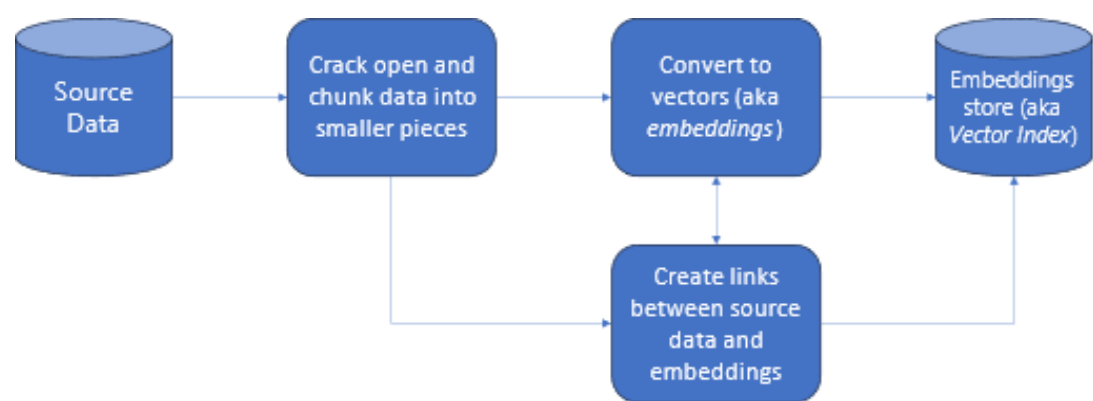 Source
Data
Crack open and
chunk data into
smaller pieces
Convert to
vectors (aka
embeddings)
Embeddings
store (aka
Vector Index)
Create links
between source
data and
embeddings